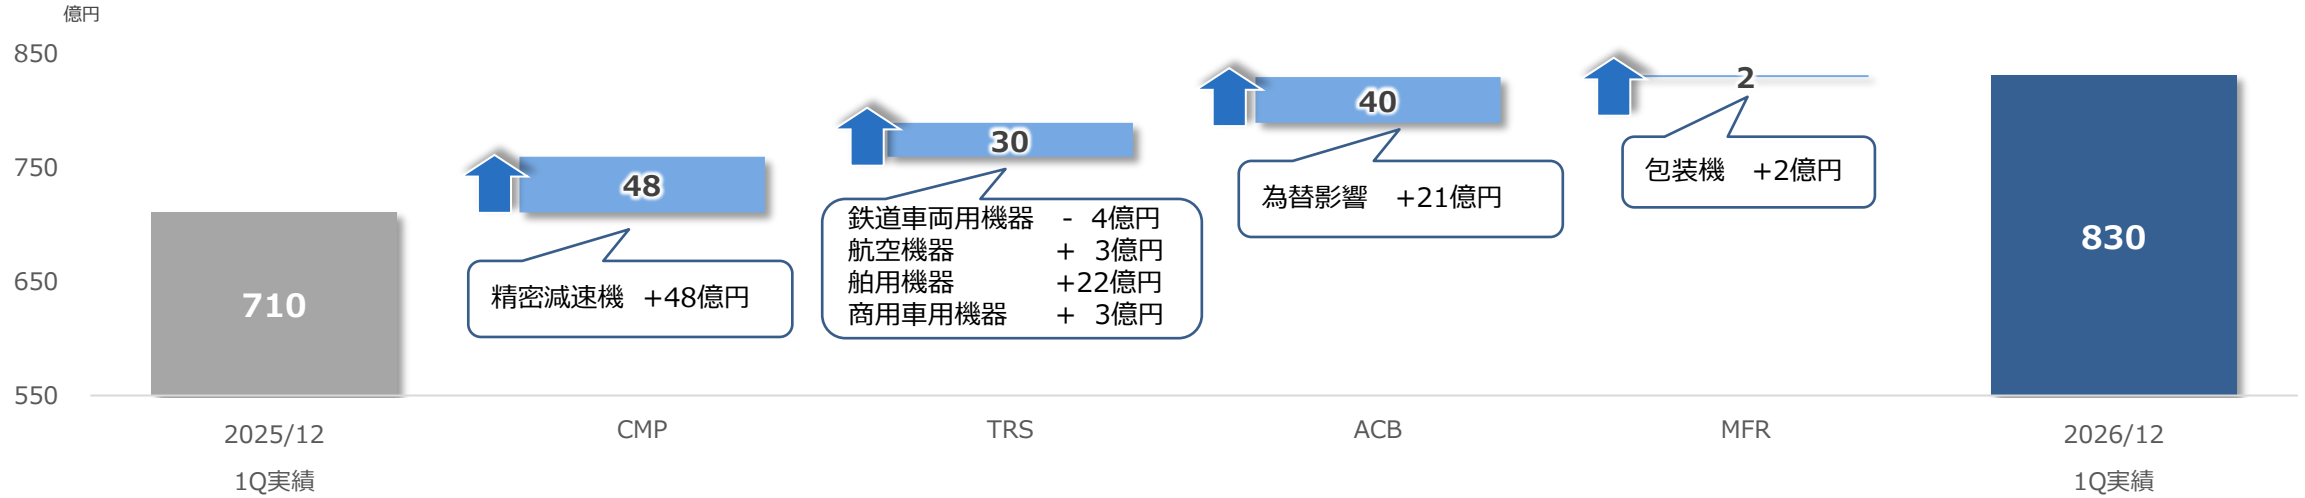 億円
850
750
650
550
710
48
精密減速機 +48億円
30
鉄道車両用機器 - 4億円
航空機器 + 3億円
舶用機器 +22億円
商用車用機器 + 3億円
40
為替影響 +21億円
2
包装機 +2億円
830
2025/12
1Q実績
CMP
TRS
ACB
MFR
2026/12
1Q実績